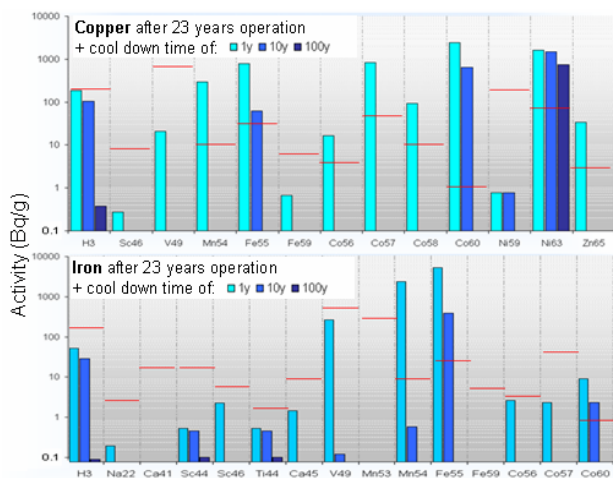 Copper after 23 years operation
+ cool down time of: 1y 10y 100y
10000
1000
100
10
1
0.1
H3 Sc46 V49 Mn54 Fe55 Fe59 Co56 Co57 Co58 Co60 Ni59 Ni63 Zn65
Activity (Bq/g)
Iron after 23 years operation
+ cool down time of: 1y 10y 100y
10000
1000
100
10
1
0.1
H3 Na22 Ca41 Sc44 Sc46 Ti44 Ca45 V49 Mn53 Mn54 Fe55 Fe59 Co56 Co57 Co60